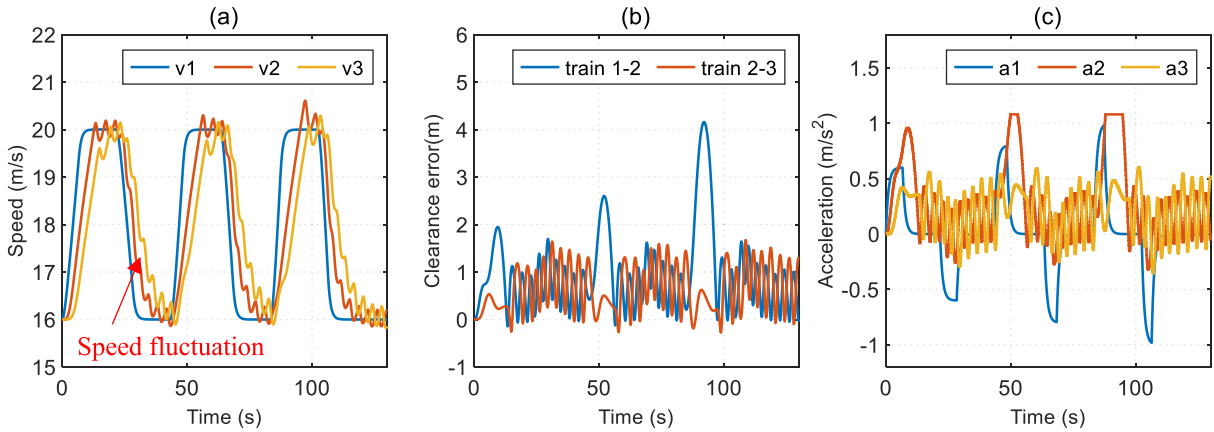 (a)
22
21
20
19
18
17
16
15
Speed (m/s)
v1 v2 v3
Speed fluctuation
0 50 100
Time (s)
(b)
6
5
4
3
2
1
0
-1
Clearance error(m)
train 1-2 train 2-3
0 50 100
Time (s)
(c)
1.5
1
0.5
0
-0.5
-1
Acceleration (m/s²)
a1 a2 a3
0 50 100
Time (s)